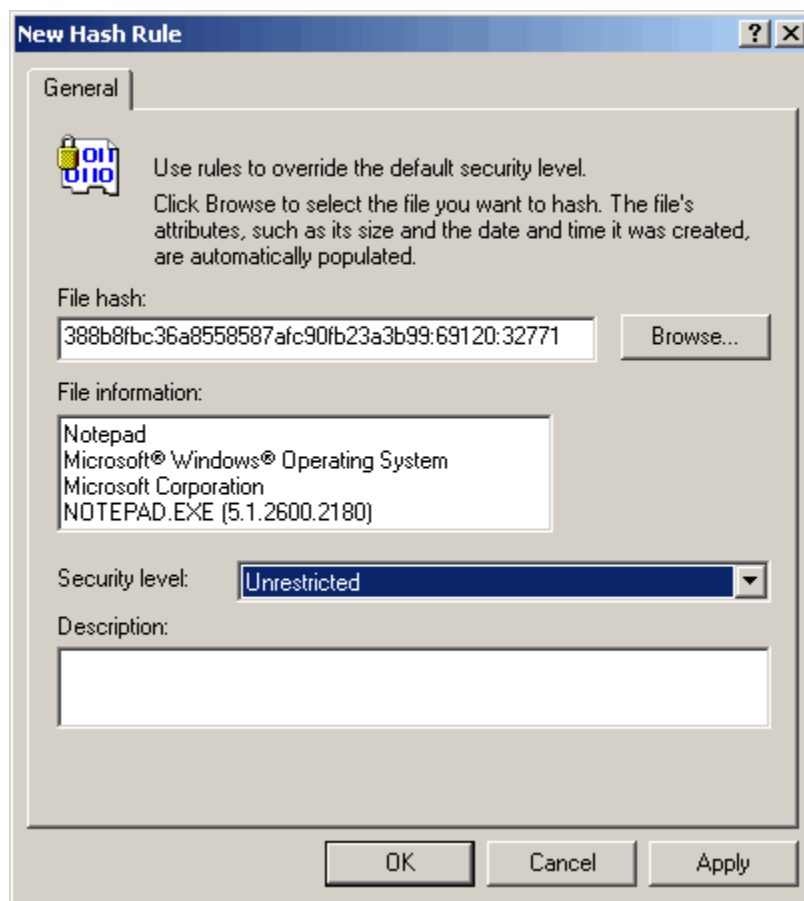 New Hash Rule
General
Use rules to override the default security level.
Click Browse to select the file you want to hash. The file's
attributes, such as its size and the date and time it was created,
are automatically populated.
File hash:
388b8fbc36a8558587afc90fb23a3b99:69120:32771
Browse...
File information:
Notepad
Microsoft® Windows® Operating System
Microsoft Corporation
NOTEPAD.EXE (5.1.2600.2180)
Security level:
Unrestricted
Description:
OK
Cancel
Apply